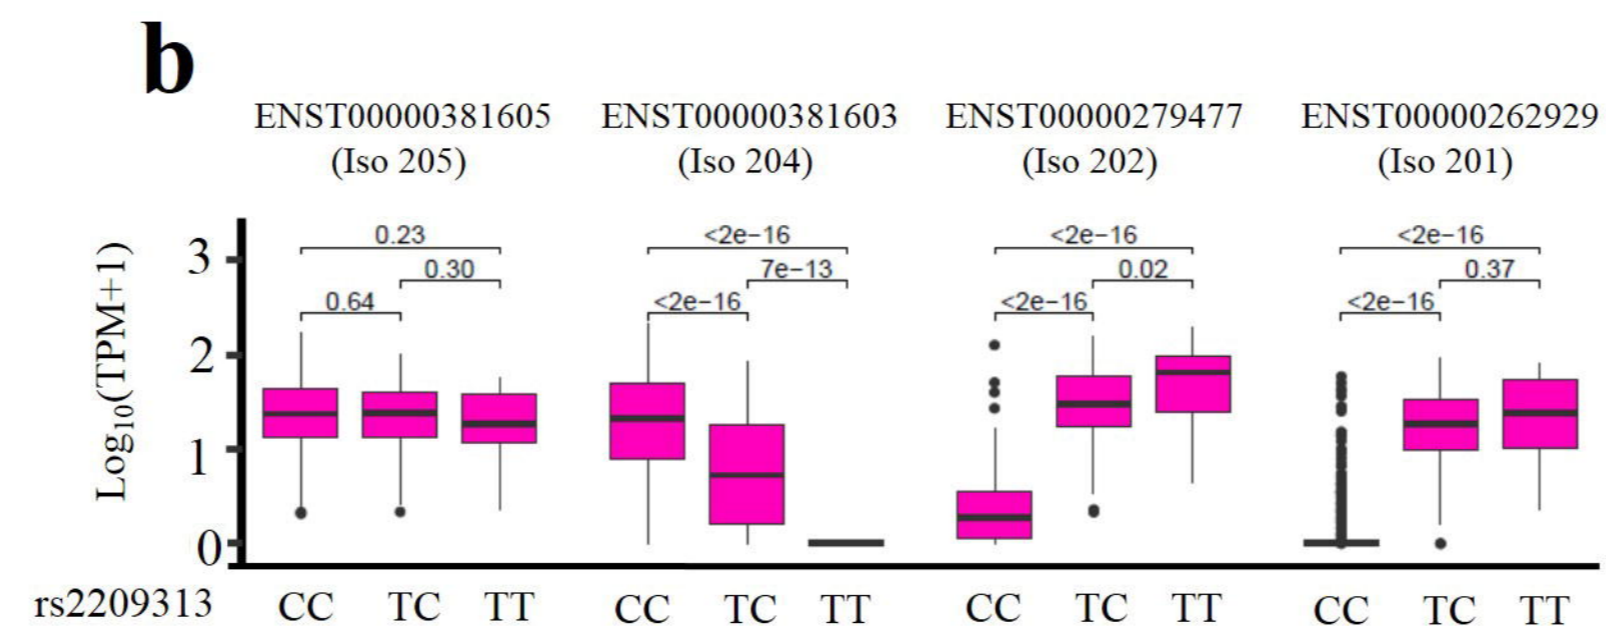 b
ENST00000381605 ENST00000381603 ENST00000279477 ENST00000262929
(Iso 205) (Iso 204) (Iso 202) (Iso 201)
Log10(TPM+1)
3
2
1
0
0.23 <2e−16 <2e−16 <2e−16
0.30 7e−13 0.02 0.37
0.64 <2e−16 <2e−16 <2e−16
rs2209313 CC TC TT CC TC TT CC TC TT CC TC TT